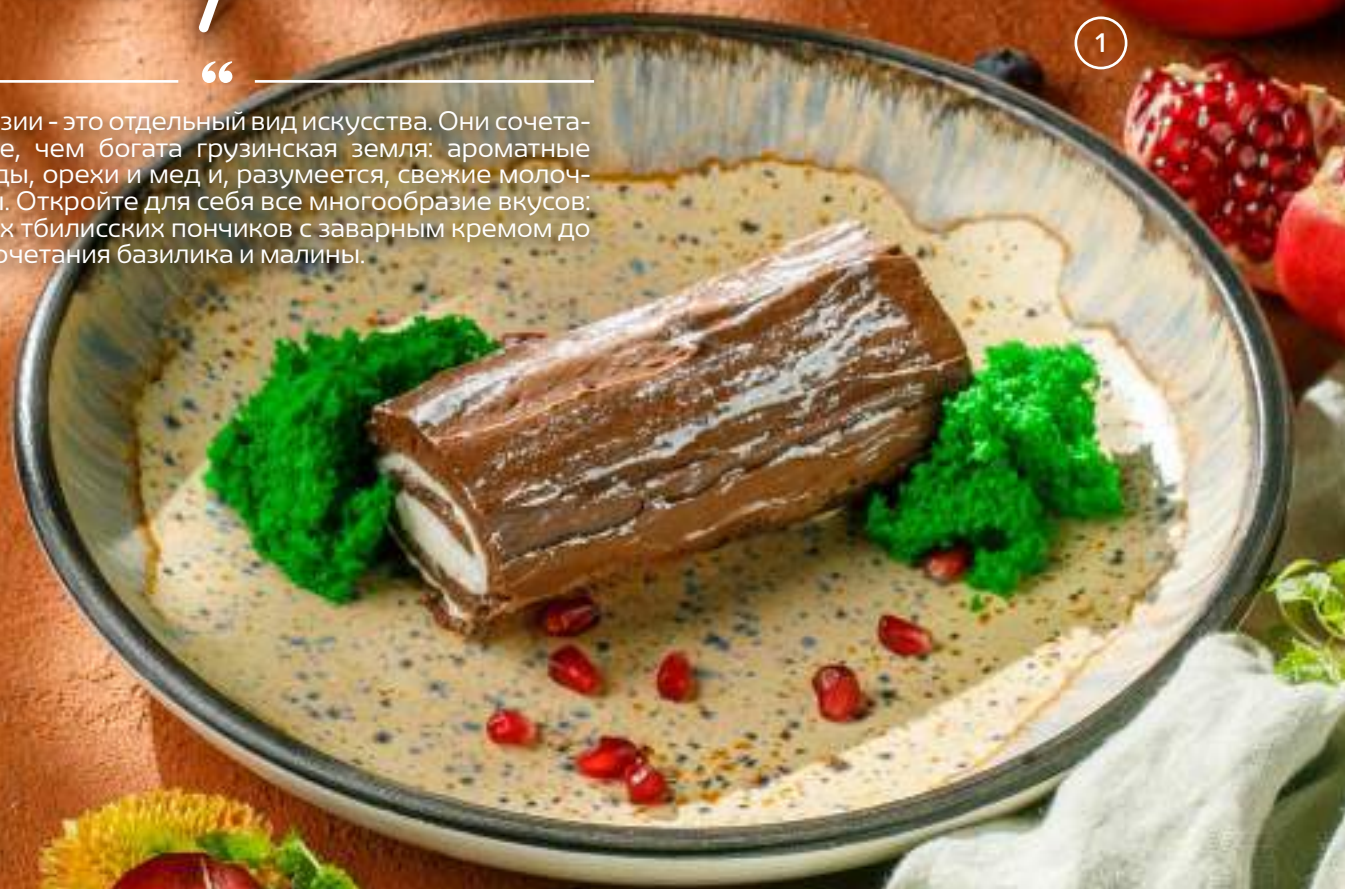 “
1
зии - это отдельный вид искусства. Они сочета-
е, чем богата грузинская земля: ароматные
ды, орехи и мед и, разумеется, свежие молоч-
. Откройте для себя все многообразие вкусов:
х тбилисских пончиков с заварным кремом до
очетания базилика и малины.